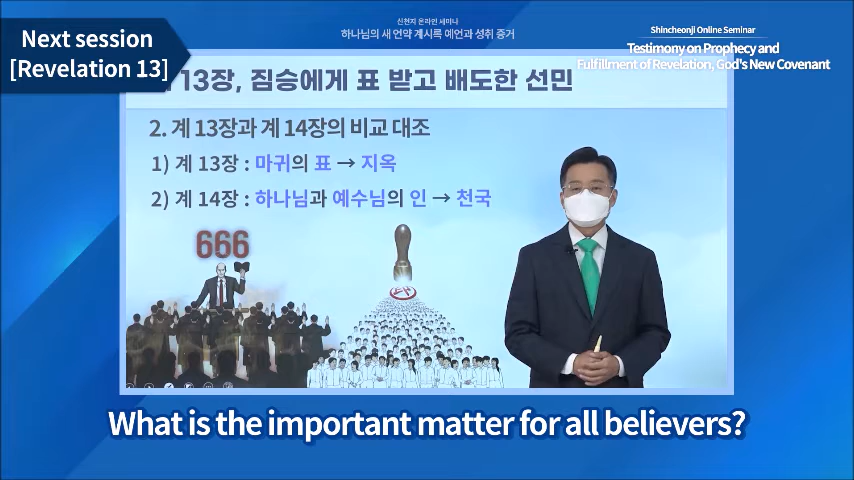 Next session
[Revelation 13]
신천지 온라인 세미나
하나님의 새 언약 계시록 예언과 성취 증거
Shincheonji Online Seminar
Testimony on Prophecy and
Fulfillment of Revelation, God's New Covenant
13장, 짐승에게 표 받고 배도한 선민
2. 계 13장과 계 14장의 비교 대조
1) 계 13장 : 마귀의 표 → 지옥
2) 계 14장 : 하나님과 예수님의 인 → 천국
666
What is the important matter for all believers?